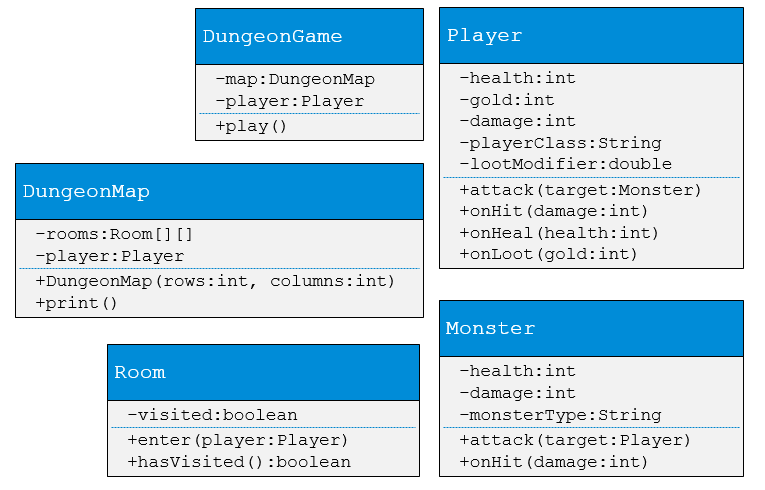 DungeonGame
-map:DungeonMap
-player:Player
+play()
Player
-health:int
-gold:int
-damage:int
-playerClass:String
-lootModifier:double
+attack(target:Monster)
+onHit(damage:int)
+onHeal(health:int)
+onLoot(gold:int)
DungeonMap
-rooms:Room[][]
-player:Player
+DungeonMap(rows:int, columns:int)
+print()
Monster
-health:int
-damage:int
-monsterType:String
+attack(target:Player)
+onHit(damage:int)
Room
-visited:boolean
+enter(player:Player)
+hasVisited():boolean